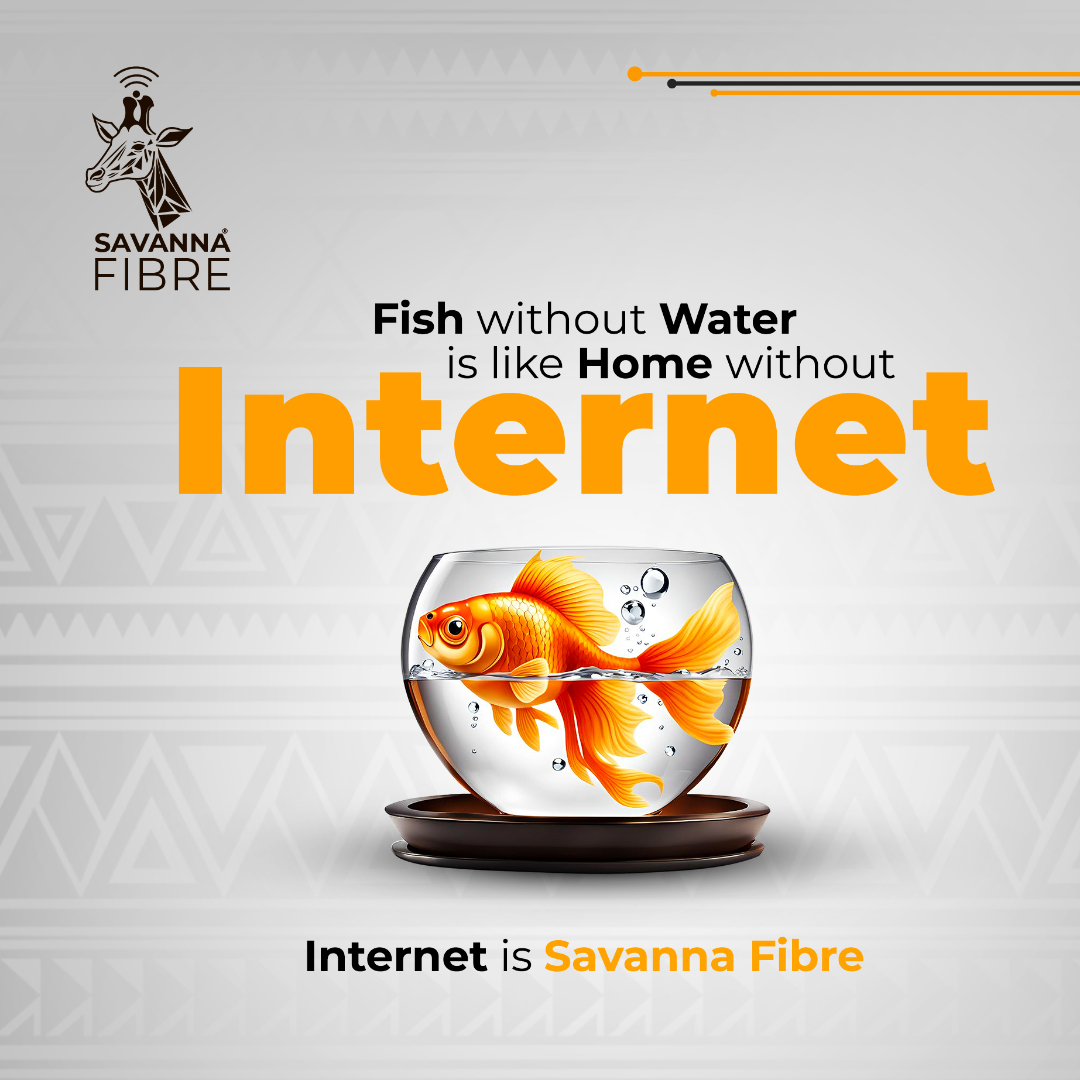 SAVANNA®
FIBRE
Fish without Water
is like Home without
Internet
Internet is Savanna Fibre